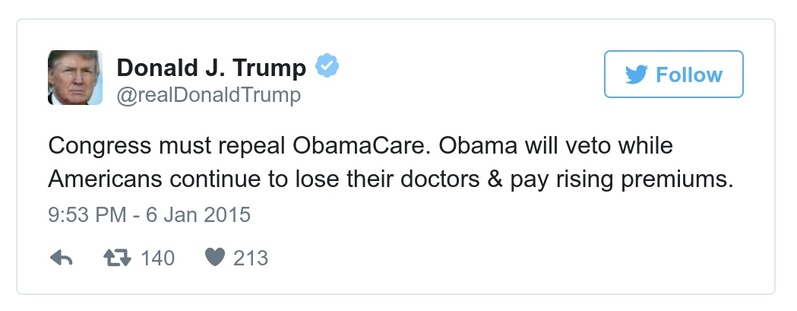 Donald J. Trump
@realDonaldTrump
Follow
Congress must repeal ObamaCare. Obama will veto while
Americans continue to lose their doctors & pay rising premiums.
9:53 PM - 6 Jan 2015
140 213